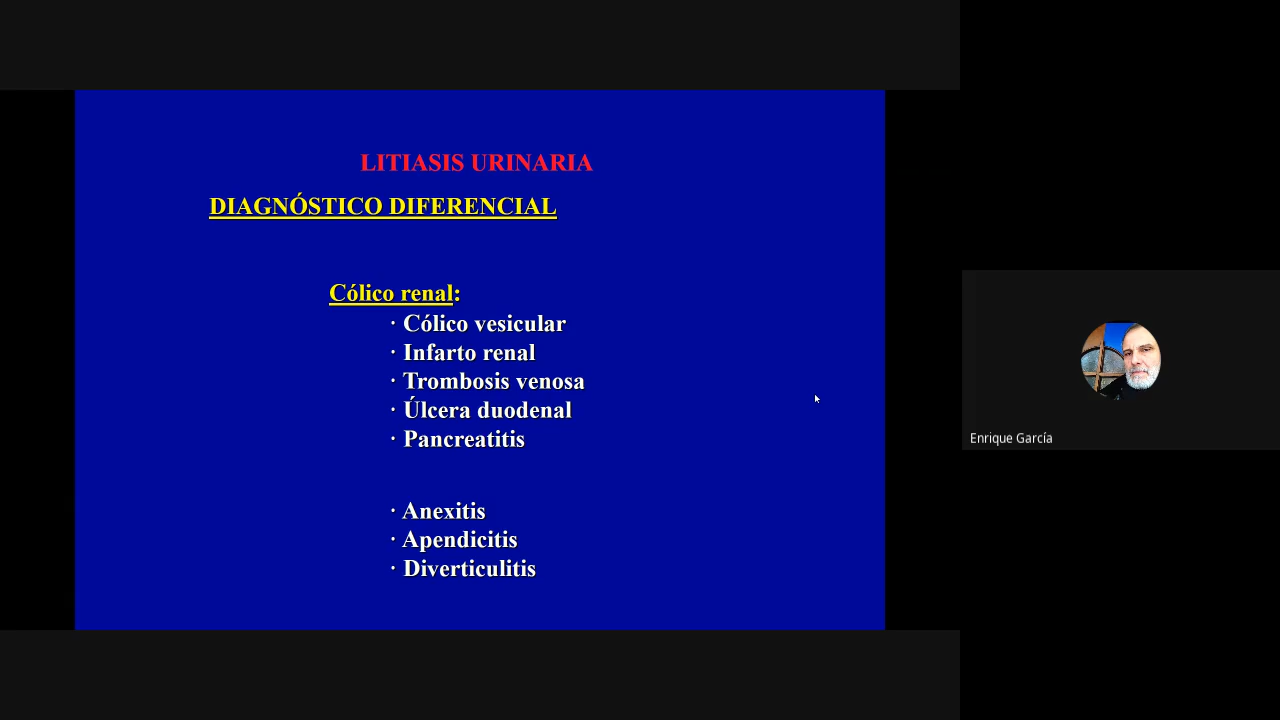 LITIASIS URINARIA
DIAGNÓSTICO DIFERENCIAL
Cólico renal:
· Cólico vesicular
· Infarto renal
· Trombosis venosa
· Úlcera duodenal
· Pancreatitis
· Anexitis
· Apendicitis
· Diverticulitis
Enrique García